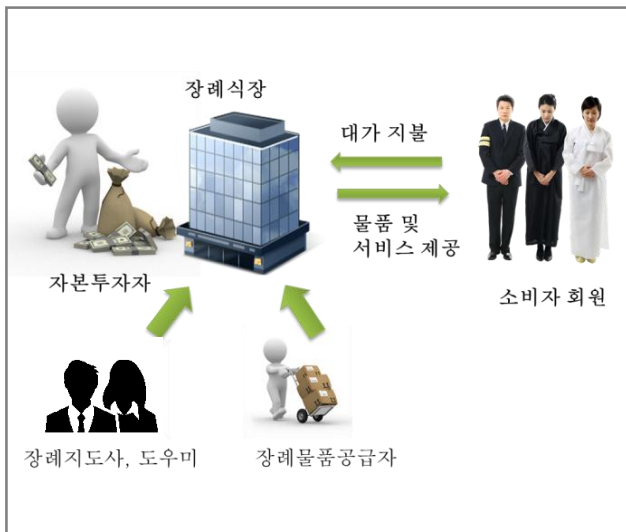 장례식장
대가 지불
물품 및
서비스 제공
자본투자자
소비자 회원
장례지도사, 도우미
장례물품공급자